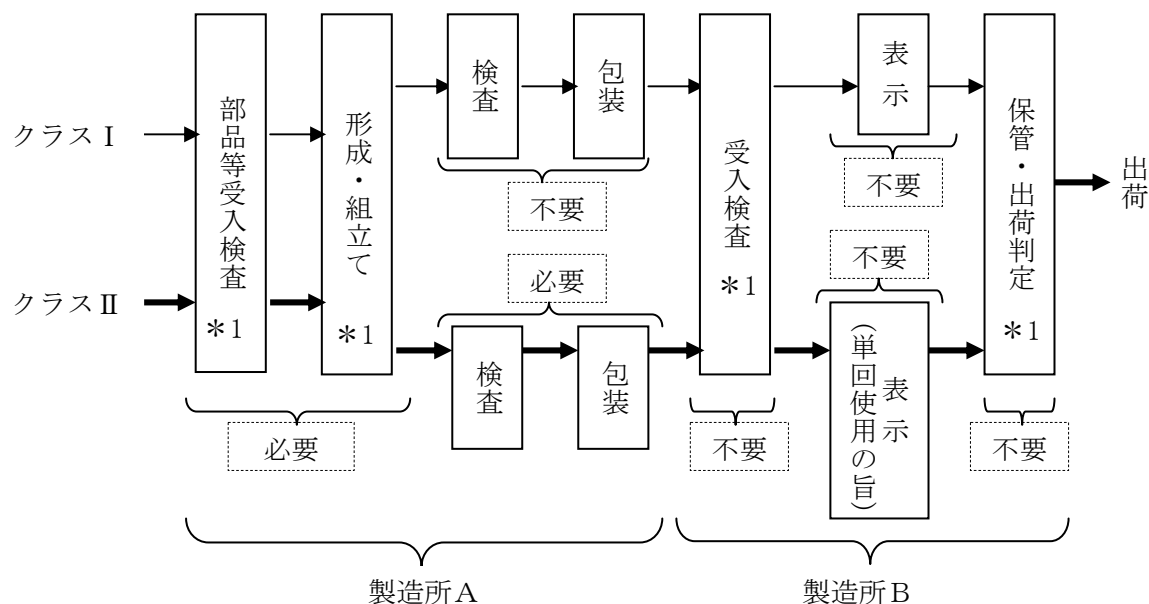 クラスⅠ
クラスⅡ
部品等受入検査
＊1
形成・組立て
＊1
検査
包装
不要
必要
検査
包装
必要
受入検査
＊1
不要
表示
不要
不要
表示
(単回使用の旨)
保管・出荷判定
＊1
不要
出荷
製造所A
製造所B